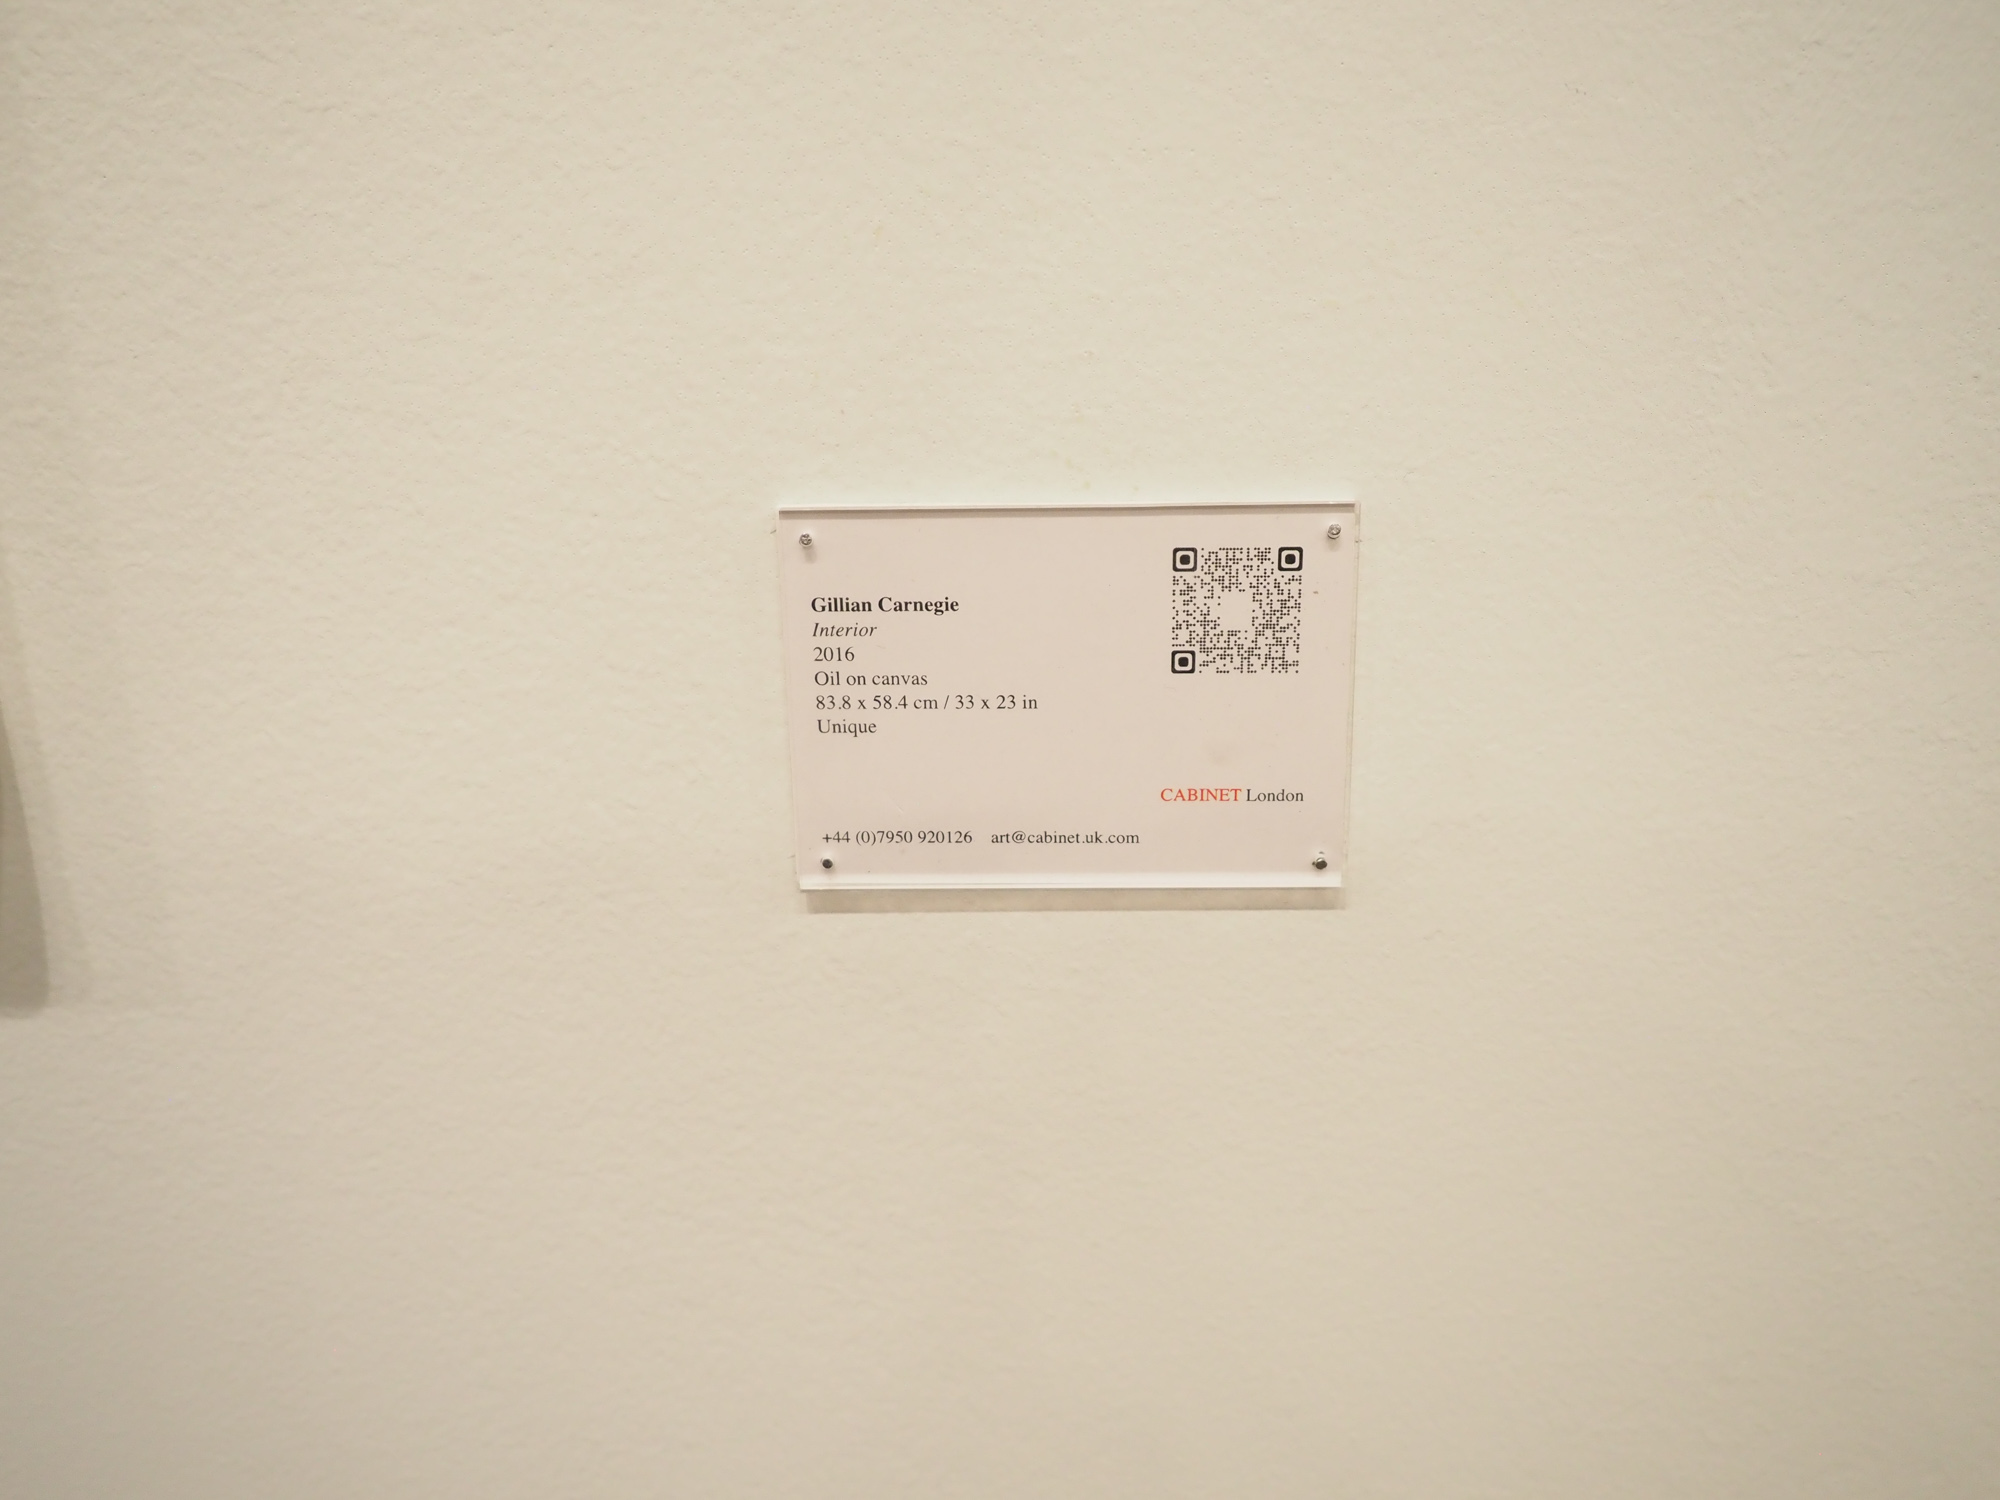 Gillian Carnegie
Interior
2016
Oil on canvas
83.8 x 58.4 cm / 33 x 23 in
Unique
CABINET London
+44 (0)7950 920126 art@cabinet.uk.com